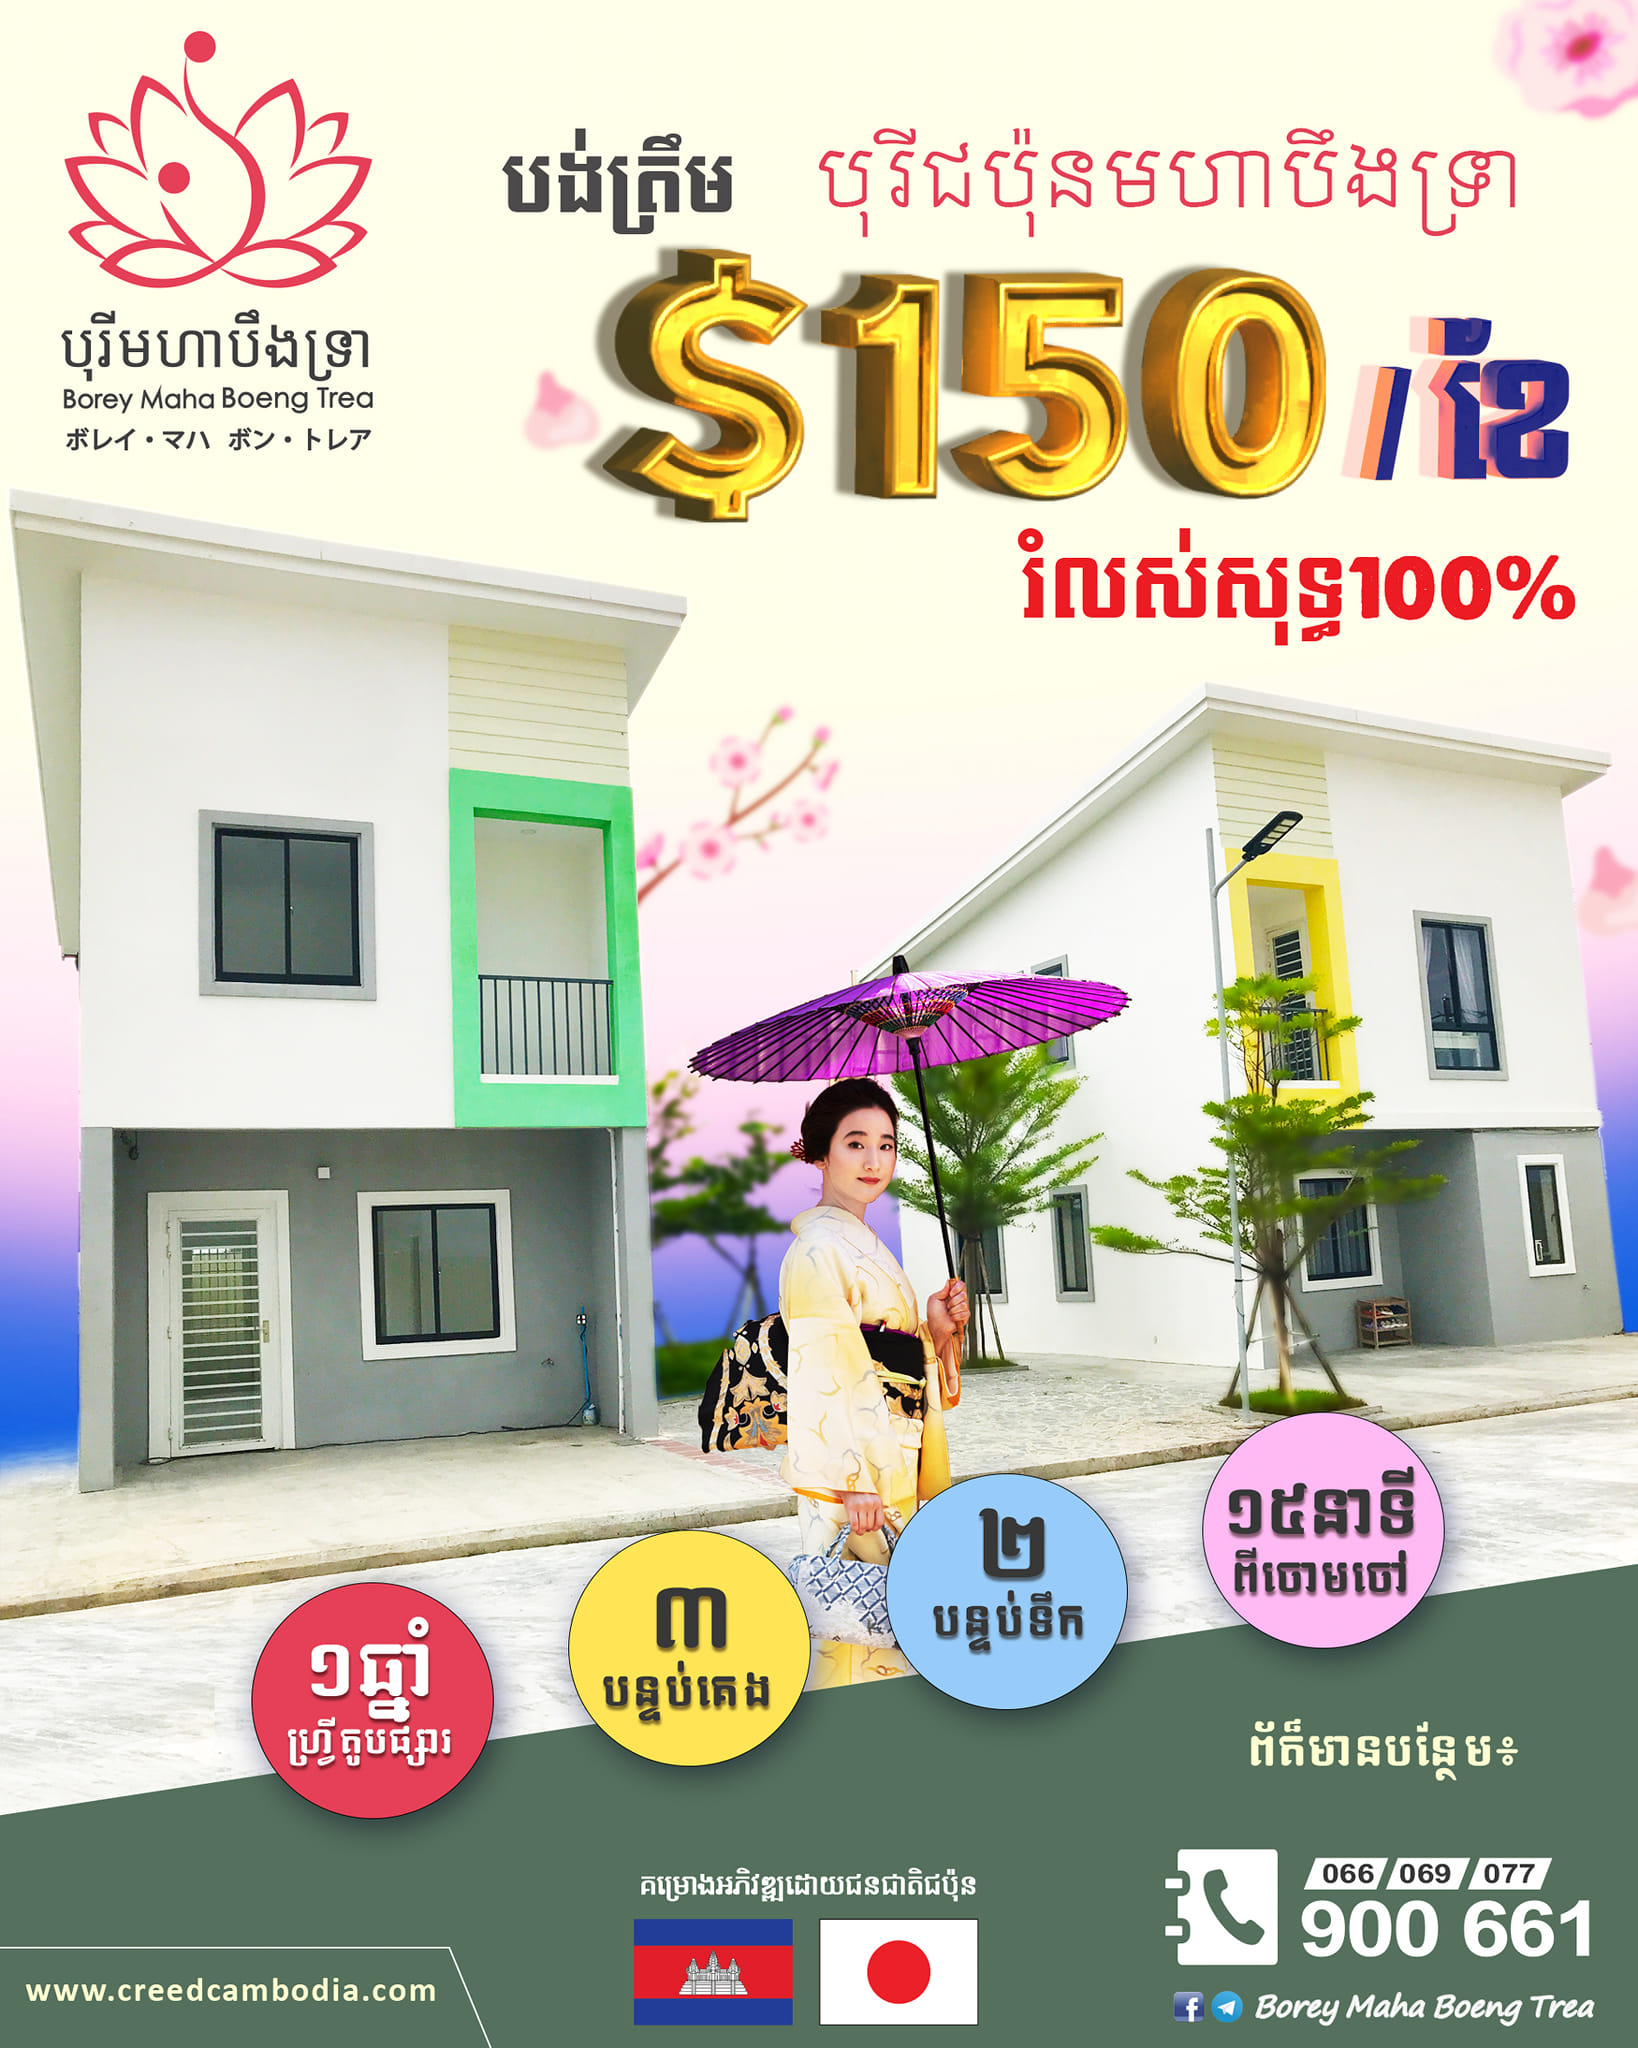 បុរីមហាបឹងទ្រា
Borey Maha Boeng Trea
ボレイ・マハ ボン・トレア
បង់ត្រឹម បុរីជប៉ុនមហាបឹងទ្រា
$150 /ខែ
រំលស់សុទ្ធ100%
១៥នាទី
ពីចោមចៅ
២
បន្ទប់ទឹក
៣
បន្ទប់គេង
១ឆ្នាំ
ហ្វ្រីតូបផ្សារ
ព័ត៌មានបន្ថែម៖
066 / 069 / 077
900 661
Borey Maha Boeng Trea
គម្រោងអភិវឌ្ឍដោយជនជាតិជប៉ុន
www.creedcambodia.com